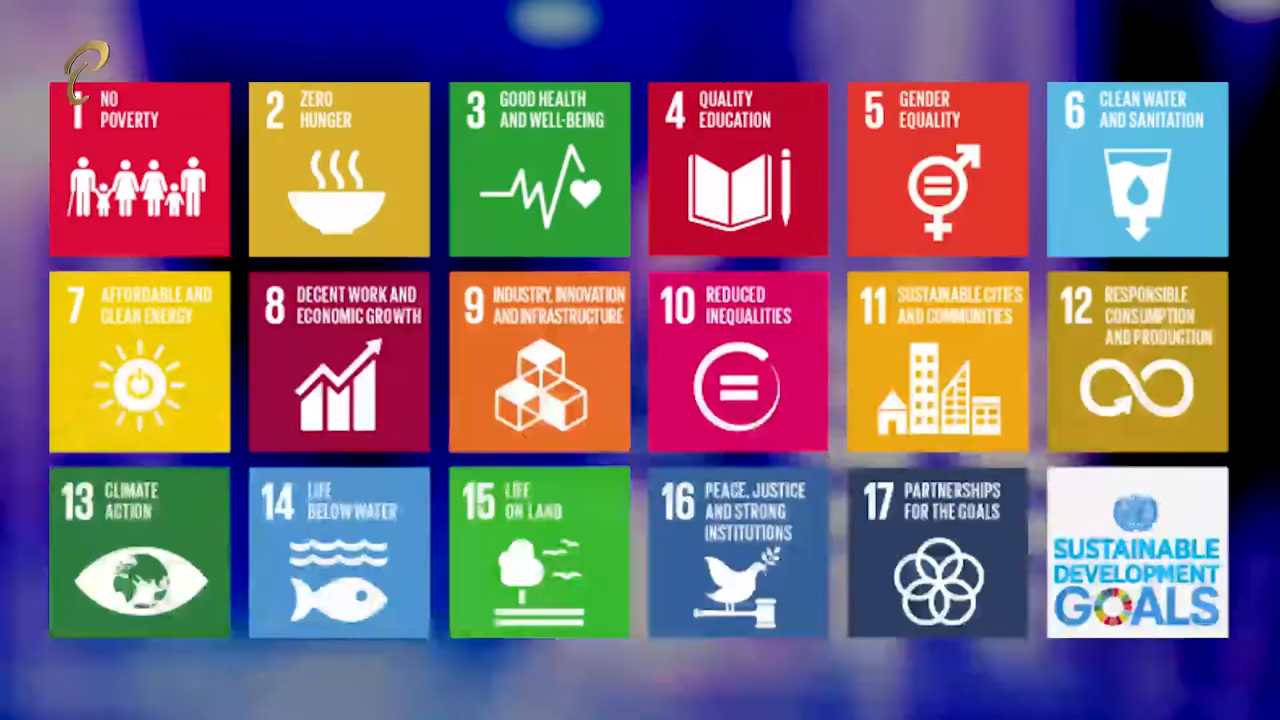 1 NO
POVERTY
2 ZERO
HUNGER
3 GOOD HEALTH
AND WELL-BEING
4 QUALITY
EDUCATION
5 GENDER
EQUALITY
6 CLEAN WATER
AND SANITATION
7 AFFORDABLE AND
CLEAN ENERGY
8 DECENT WORK AND
ECONOMIC GROWTH
9 INDUSTRY, INNOVATION
AND INFRASTRUCTURE
10 REDUCED
INEQUALITIES
11 SUSTAINABLE CITIES
AND COMMUNITIES
12 RESPONSIBLE
CONSUMPTION
AND PRODUCTION
13 CLIMATE
ACTION
14 LIFE
BELOW WATER
15 LIFE
ON LAND
16 PEACE, JUSTICE
AND STRONG
INSTITUTIONS
17 PARTNERSHIPS
FOR THE GOALS
SUSTAINABLE
DEVELOPMENT
GOALS